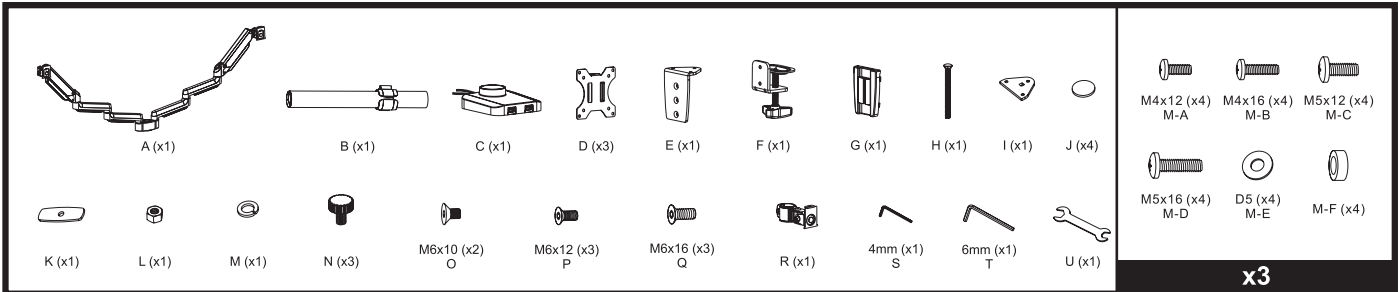 A (x1)
B (x1)
C (x1)
D (x3)
E (x1)
F (x1)
G (x1)
H (x1)
I (x1)
J (x4)
K (x1)
L (x1)
M (x1)
N (x3)
M6x10 (x2)
O
M6x12 (x3)
P
M6x16 (x3)
Q
R (x1)
4mm (x1)
S
6mm (x1)
T
U (x1)
M4x12 (x4)
M-A
M4x16 (x4)
M-B
M5x12 (x4)
M-C
M5x16 (x4)
M-D
D5 (x4)
M-E
M-F (x4)
x3